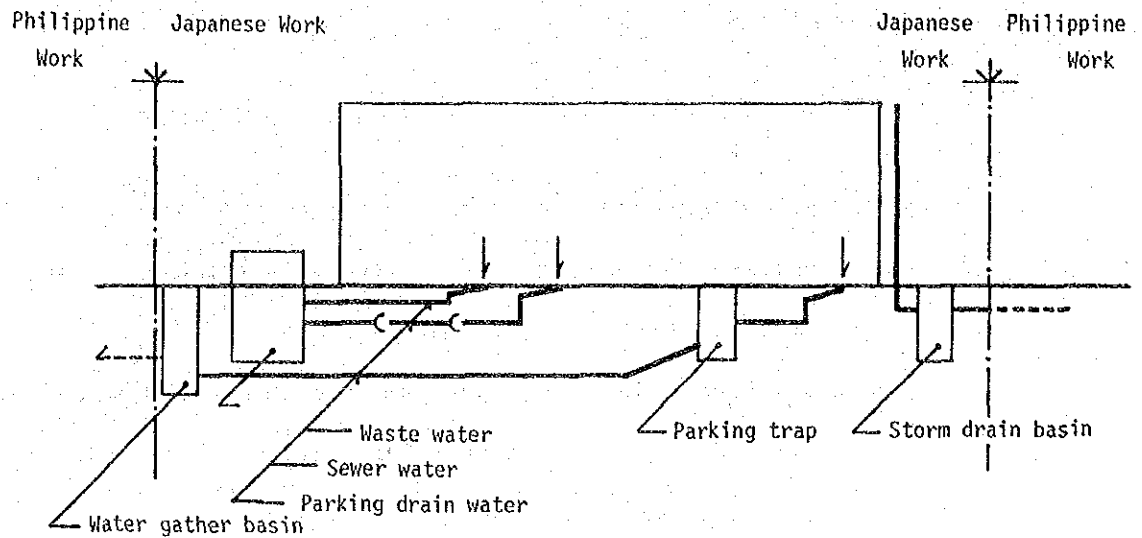 Philippine Work
Japanese Work
Japanese Work
Philippine Work
Waste water
Sewer water
Parking drain water
Water gather basin
Parking trap
Storm drain basin